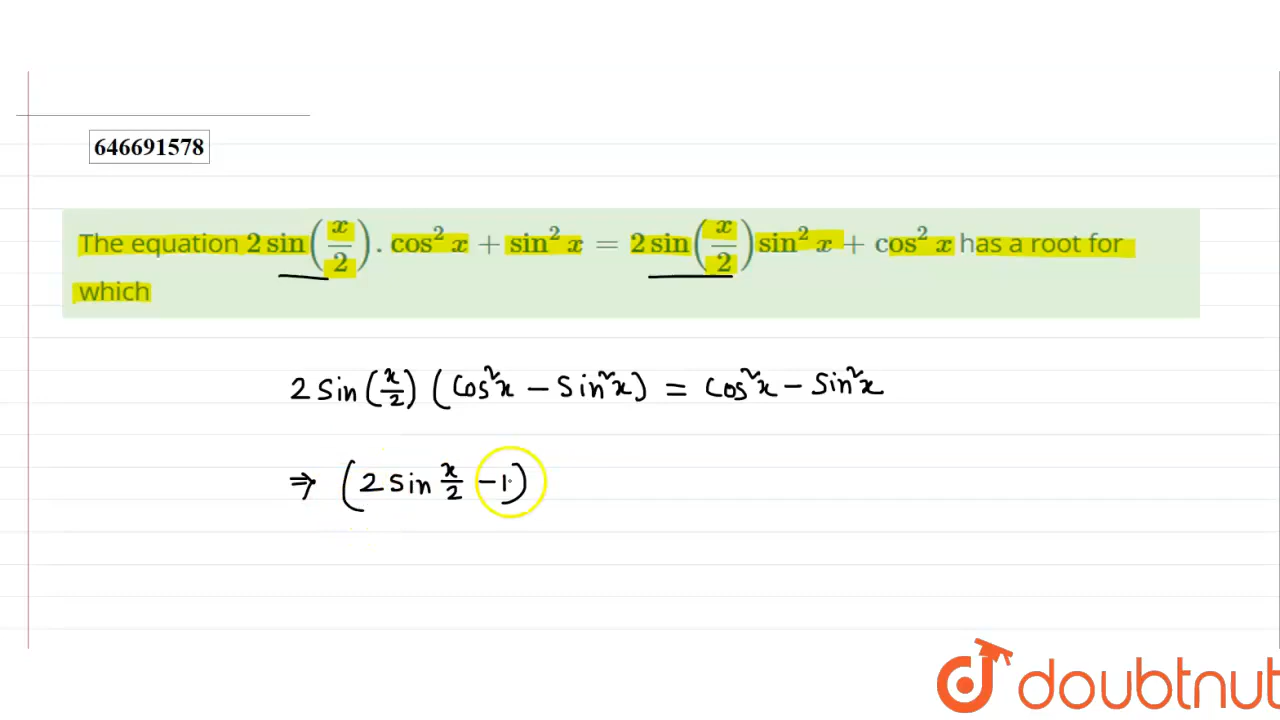 646691578
The equation 2 sin(x/2). cos² x + sin² x = 2 sin(x/2) sin² x + cos² x has a root for
which
2 Sin (x/2) (Cos²x − Sin²x) = Cos²x − Sin²x
⇒ (2 Sin x/2 − 1)
doubtnut